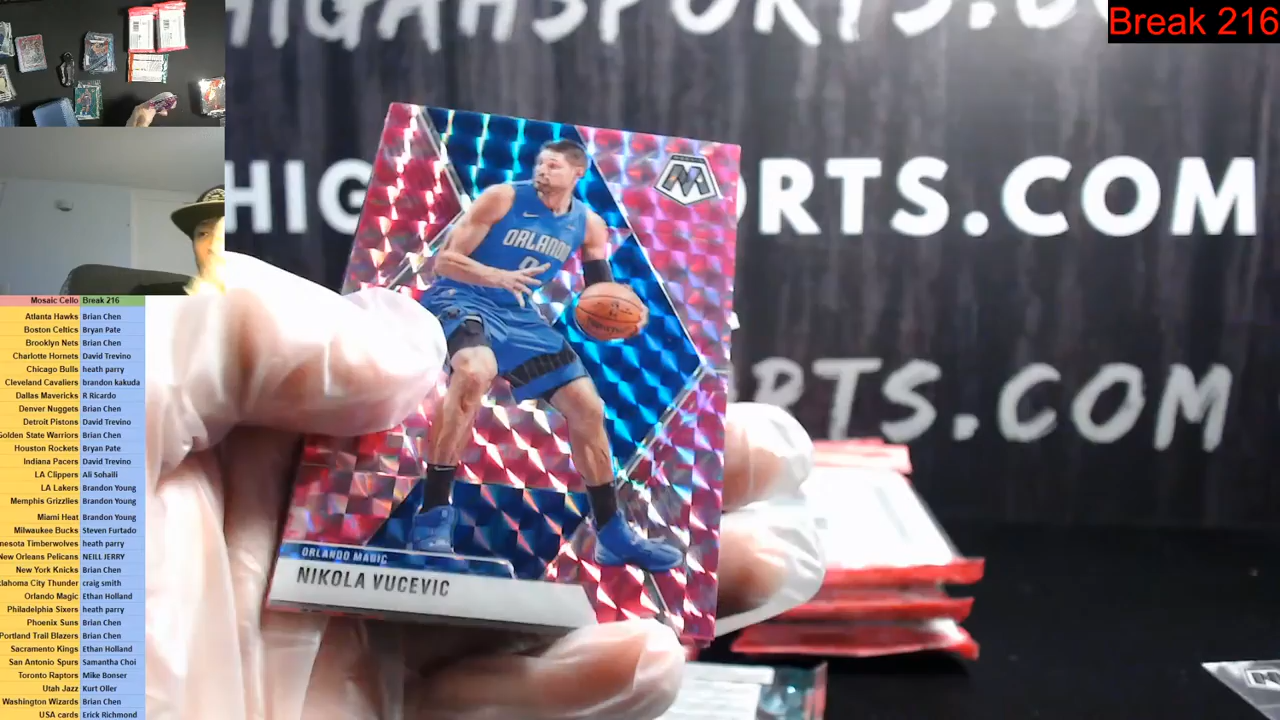 Break 216
HIGAHSPORTS.
HIG
ORTS.COM
RTS.COM
M
ORLANDO
ORLANDO MAGIC
NIKOLA VUCEVIC
Mosaic Cello Break 216
Atlanta Hawks Brian Chen
Boston Celtics Bryan Pate
Brooklyn Nets Brian Chen
Charlotte Hornets David Trevino
Chicago Bulls heath parry
Cleveland Cavaliers brandon kakuda
Dallas Mavericks R Ricardo
Denver Nuggets Brian Chen
Detroit Pistons David Trevino
Golden State Warriors Brian Chen
Houston Rockets Bryan Pate
Indiana Pacers David Trevino
LA Clippers Ali Sohaili
LA Lakers Brandon Young
Memphis Grizzlies Brandon Young
Miami Heat Brandon Young
Milwaukee Bucks Steven Furtado
nesota Timberwolves heath parry
New Orleans Pelicans NEILL JERRY
New York Knicks Brian Chen
klahoma City Thunder craig smith
Orlando Magic Ethan Holland
Philadelphia Sixers heath parry
Phoenix Suns Brian Chen
Portland Trail Blazers Brian Chen
Sacramento Kings Ethan Holland
San Antonio Spurs Samantha Choi
Toronto Raptors Mike Bonser
Utah Jazz Kurt Oller
Washington Wizards Brian Chen
USA cards Erick Richmond